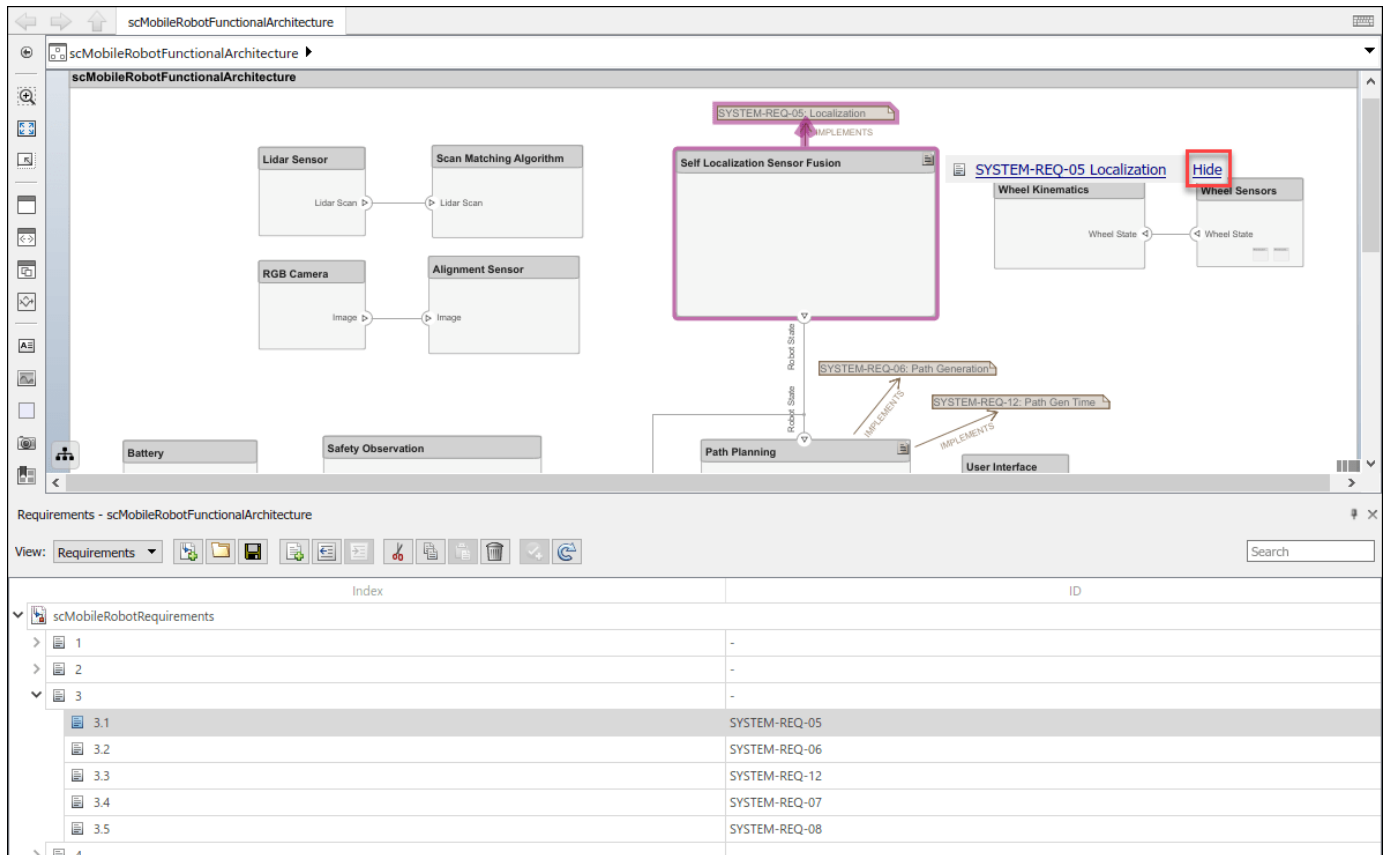 scMobileRobotFunctionalArchitecture
scMobileRobotFunctionalArchitecture
scMobileRobotFunctionalArchitecture
SYSTEM-REQ-05: Localization
IMPLEMENTS
Lidar Sensor
Lidar Scan
Scan Matching Algorithm
Lidar Scan
Self Localization Sensor Fusion
SYSTEM-REQ-05 Localization Hide
Wheel Kinematics
Wheel State
Wheel Sensors
Wheel State
RGB Camera
Image
Alignment Sensor
Image
Robot State
Robot State
SYSTEM-REQ-06: Path Generation
IMPLEMENTS
SYSTEM-REQ-12: Path Gen Time
IMPLEMENTS
Battery
Safety Observation
Path Planning
User Interface
Requirements - scMobileRobotFunctionalArchitecture
View: Requirements
Search
Index ID
scMobileRobotRequirements
1 -
2 -
3 -
3.1 SYSTEM-REQ-05
3.2 SYSTEM-REQ-06
3.3 SYSTEM-REQ-12
3.4 SYSTEM-REQ-07
3.5 SYSTEM-REQ-08